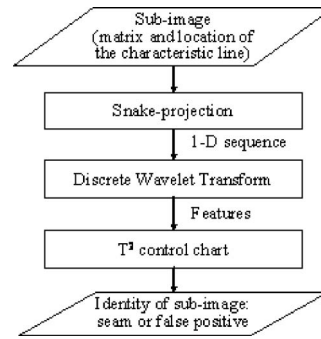 Sub-image
(matrix and location of
the characteristic line)
Snake-projection
1-D sequence
Discrete Wavelet Transform
Features
T² control chart
Identity of sub-image:
seam or false positive